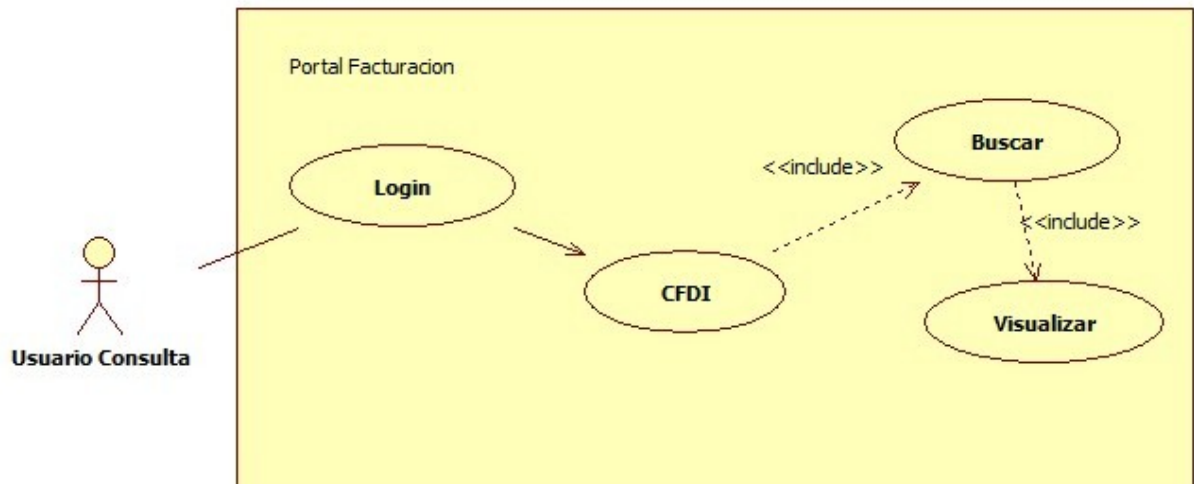 Portal Facturacion
Login
Buscar
<<include>>
<<include>>
CFDI
Visualizar
Usuario Consulta